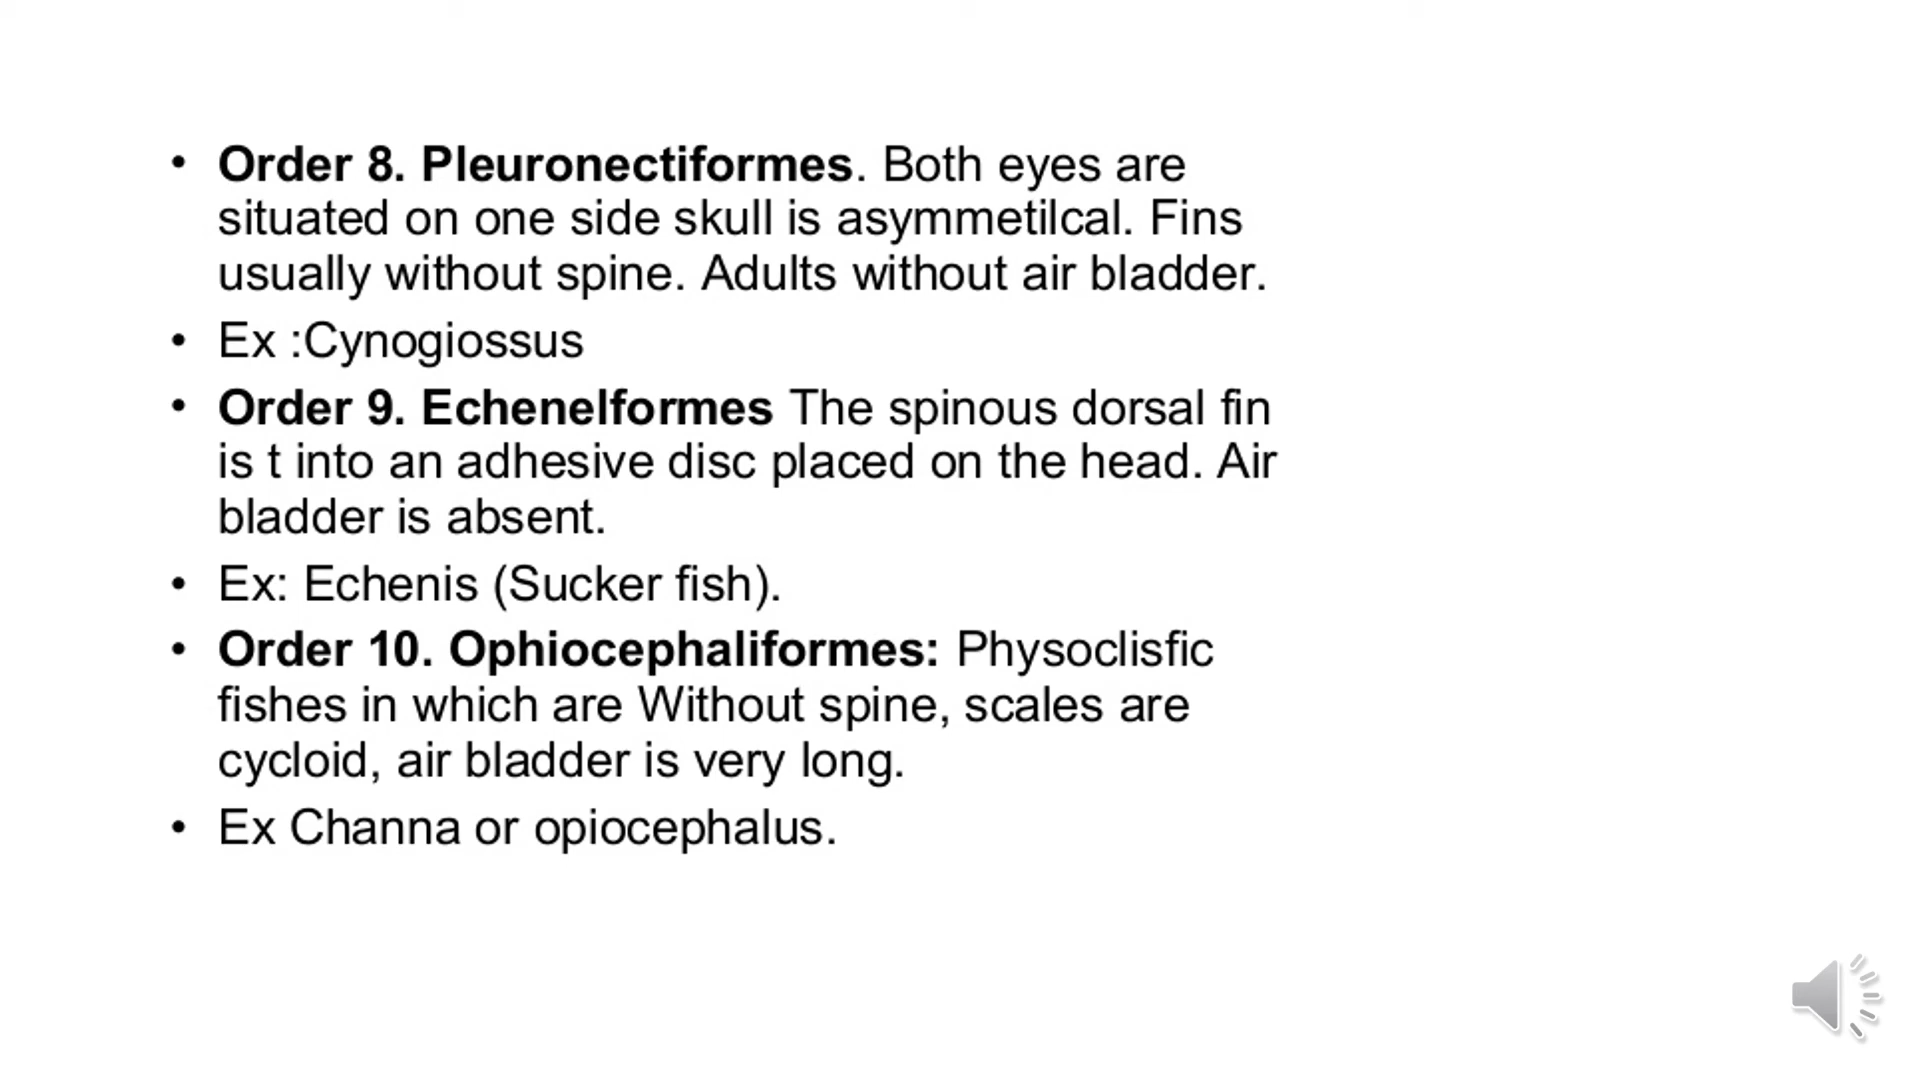 • Order 8. Pleuronectiformes. Both eyes are
situated on one side skull is asymmetilcal. Fins
usually without spine. Adults without air bladder.
• Ex :Cynogiossus
• Order 9. Echenelformes The spinous dorsal fin
is t into an adhesive disc placed on the head. Air
bladder is absent.
• Ex: Echenis (Sucker fish).
• Order 10. Ophiocephaliformes: Physoclisfic
fishes in which are Without spine, scales are
cycloid, air bladder is very long.
• Ex Channa or opiocephalus.